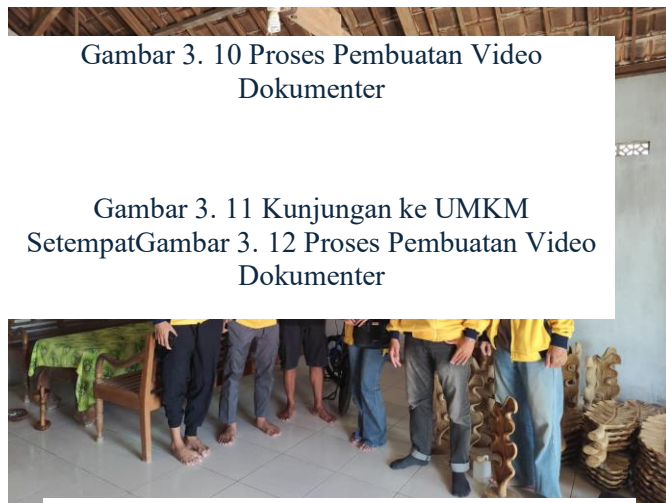 Gambar 3. 10 Proses Pembuatan Video
Dokumenter
Gambar 3. 11 Kunjungan ke UMKM
SetempatGambar 3. 12 Proses Pembuatan Video
Dokumenter